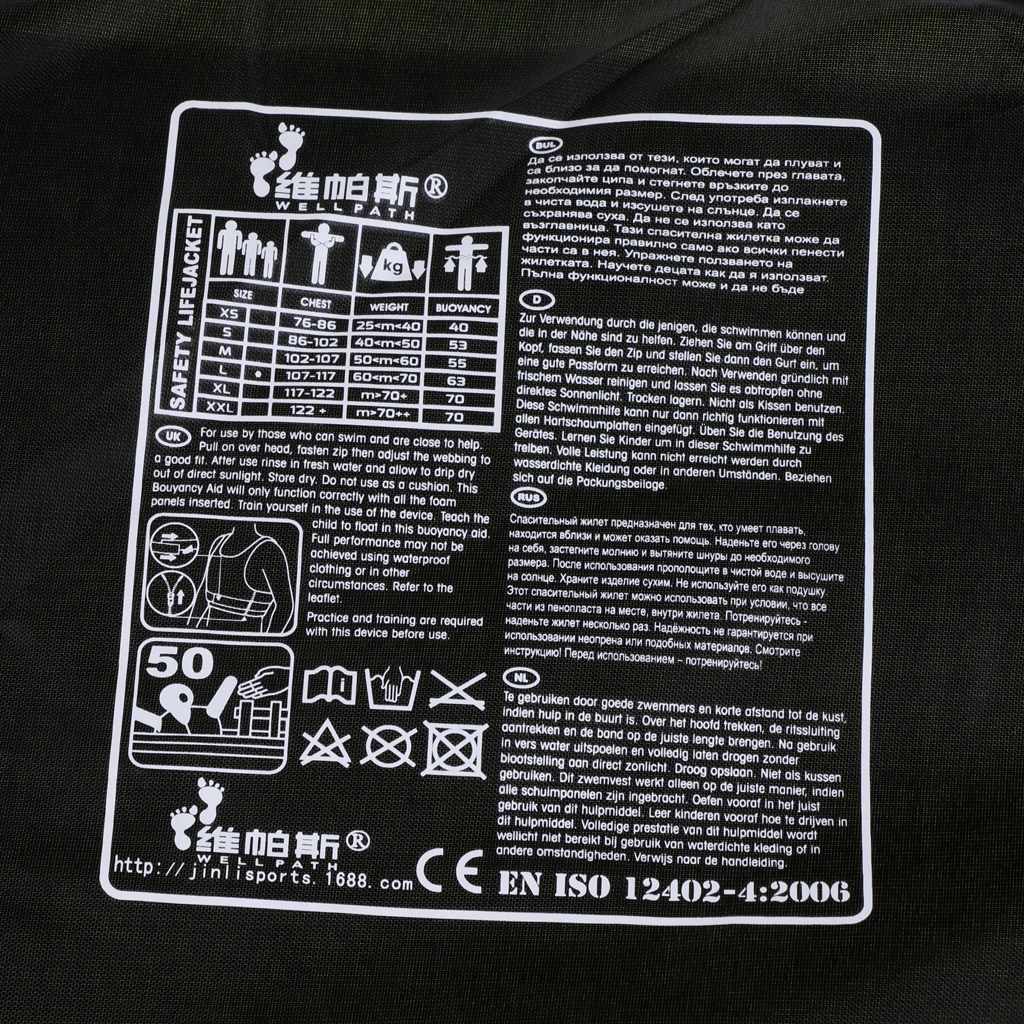 维帕斯®
WELL PATH
SAFETY LIFEJACKET
kg
SIZE CHEST WEIGHT BUOYANCY
XS 76-86 25<m<40 40
S 86-102 40<m<50 53
M 102-107 50<m<60 55
L • 107-117 60<m<70 63
XL 117-122 m>70+ 70
XXL 122 + m>70++ 70
UK For use by those who can swim and are close to help.
Pull on over head, fasten zip then adjust the webbing to
a good fit. After use rinse in fresh water and allow to drip dry
out of direct sunlight. Store dry. Do not use as a cushion. This
Bouyancy Aid will only function correctly with all the foam
panels inserted. Train yourself in the use of the device. Teach the
child to float in this buoyancy aid.
Full performance may not be
achieved using waterproof
clothing or in other
circumstances. Refer to the
leaflet.
Practice and training are required
with this device before use.
50
维帕斯®
WELL PATH
http://jinlisports.1688.com
BUL
Да се използва от тези, които могат да плуват и
са близо за да помогнат. Облечете през главата,
закопчайте ципа и стегнете връзките до
необходимия размер. След употреба изплакнете
в чиста вода и изсушете на слънце. Да се
съхранява суха. Да не се използва като
възглавница. Тази спасителна жилетка може да
функционира правилно само ако всички пенести
части са в нея. Упражнете ползването на
жилетката. Научете децата как да я използват.
Пълна функционалност може и да не бъде
D
Zur Verwendung durch die jenigen, die schwimmen können und
die in der Nähe sind zu helfen. Ziehen Sie am Griff über den
Kopf, fassen Sie den Zip und stellen Sie dann den Gurt ein, um
eine gute Passform zu erreichen. Nach Verwenden gründlich mit
frischem Wasser reinigen und lassen Sie es abtropfen ohne
direktes Sonnenlicht. Trocken lagern. Nicht als Kissen benutzen.
Diese Schwimmhilfe kann nur dann richtig funktionieren mit
allen Hartschaumplatten eingefügt. Üben Sie die Benutzung des
Gerätes. Lernen Sie Kinder um in dieser Schwimmhilfe zu
treiben. Volle Leistung kann nicht erreicht werden durch
wasserdichte Kleidung oder in anderen Umständen. Beziehen
sich auf die Packungsbeilage.
RUS
Спасительный жилет предназначен для тех, кто умеет плавать,
находится вблизи и может оказать помощь. Наденьте его через голову
на себя, застегните молнию и вытяните шнуры до необходимого
размера. После использования прополощите в чистой воде и высушите
на солнце. Храните изделие сухим. Не используйте его как подушку.
Этот спасительный жилет можно использовать при условии, что все
части из пенопласта на месте, внутри жилета. Потренируйтесь -
наденьте жилет несколько раз. Надёжность не гарантируется при
использовании неопрена или подобных материалов. Смотрите
инструкцию! Перед использованием – потренируйтесь!
NL
Te gebruiken door goede zwemmers en korte afstand tot de kust,
indien hulp in de buurt is. Over het hoofd trekken, de ritssluiting
aantrekken en de band op de juiste lengte brengen. Na gebruik
in vers water uitspoelen en volledig laten drogen zonder
blootstelling aan direct zonlicht. Droog opslaan. Niet als kussen
gebruiken. Dit zwemvest werkt alleen op de juiste manier, indien
alle schuimpanelen zijn ingebracht. Oefen vooraf in het juist
gebruik van dit hulpmiddel. Leer kinderen vooraf hoe te drijven in
dit hulpmiddel. Volledige prestatie van dit hulpmiddel wordt
wellicht niet bereikt bij gebruik van waterdichte kleding of in
andere omstandigheden. Verwijs naar de handleiding.
CE EN ISO 12402-4:2006